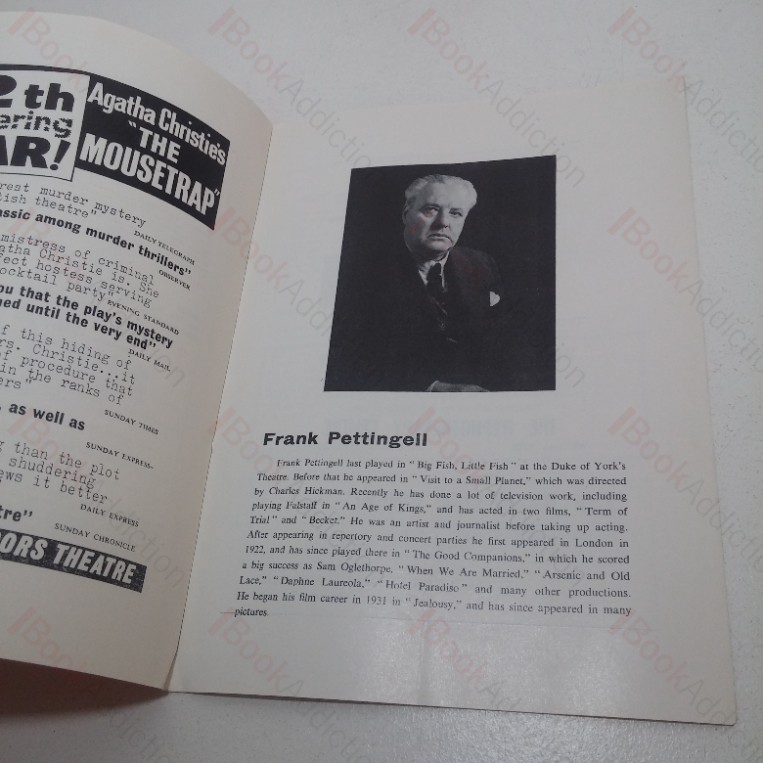 2th
ering
AR!
Agatha Christie's
"THE
MOUSETRAP"
rest murder mystery
tish theatre"
DAILY TELEGRAPH
assic among murder thrillers"
OBSERVER
mistress of criminal
atha Christie is. She
fect hostess serving
ocktail party"
EVENING STANDARD
ou that the play's mystery
ned until the very end"
DAILY MAIL
f this hiding of
rs. Christie...it
of procedure that
in the ranks of
ers"
SUNDAY TIMES
, as well as
SUNDAY EXPRESS
g than the plot
shuddering
ews it better
DAILY EXPRESS
tre"
SUNDAY CHRONICLE
DORS THEATRE
Frank Pettingell
Frank Pettingell last played in "Big Fish, Little Fish" at the Duke of York's
Theatre. Before that he appeared in "Visit to a Small Planet," which was directed
by Charles Hickman. Recently he has done a lot of television work, including
playing Falstaff in "An Age of Kings," and has acted in two films, "Term of
Trial" and "Becket." He was an artist and journalist before taking up acting.
After appearing in repertory and concert parties he first appeared in London in
1922, and has since played there in "The Good Companions," in which he scored
a big success as Sam Oglethorpe, "When We Are Married," "Arsenic and Old
Lace," "Daphne Laureola," "Hotel Paradiso" and many other productions.
He began his film career in 1931 in "Jealousy," and has since appeared in many
pictures.
BookAddiction